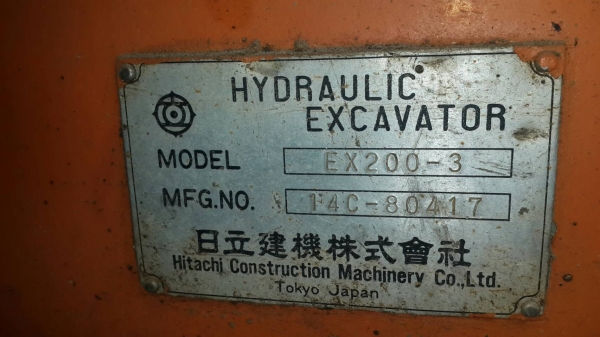 HYDRAULIC
EXCAVATOR
MODEL EX200-3
MFG.NO. 14C-80417
日立建機株式會社
Hitachi Construction Machinery Co.,Ltd.
Tokyo Japan